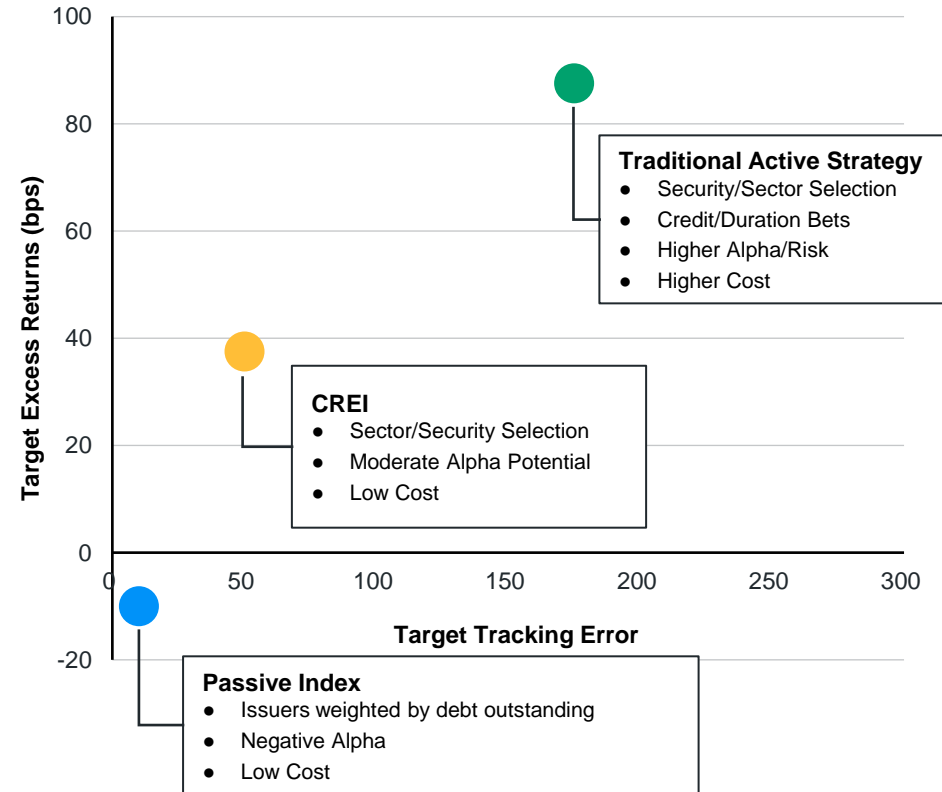 100
80
60
40
20
0
-20
Target Excess Returns (bps)
0 50 100 150 200 250 300
Target Tracking Error
Traditional Active Strategy
● Security/Sector Selection
● Credit/Duration Bets
● Higher Alpha/Risk
● Higher Cost
CREI
● Sector/Security Selection
● Moderate Alpha Potential
● Low Cost
Passive Index
● Issuers weighted by debt outstanding
● Negative Alpha
● Low Cost